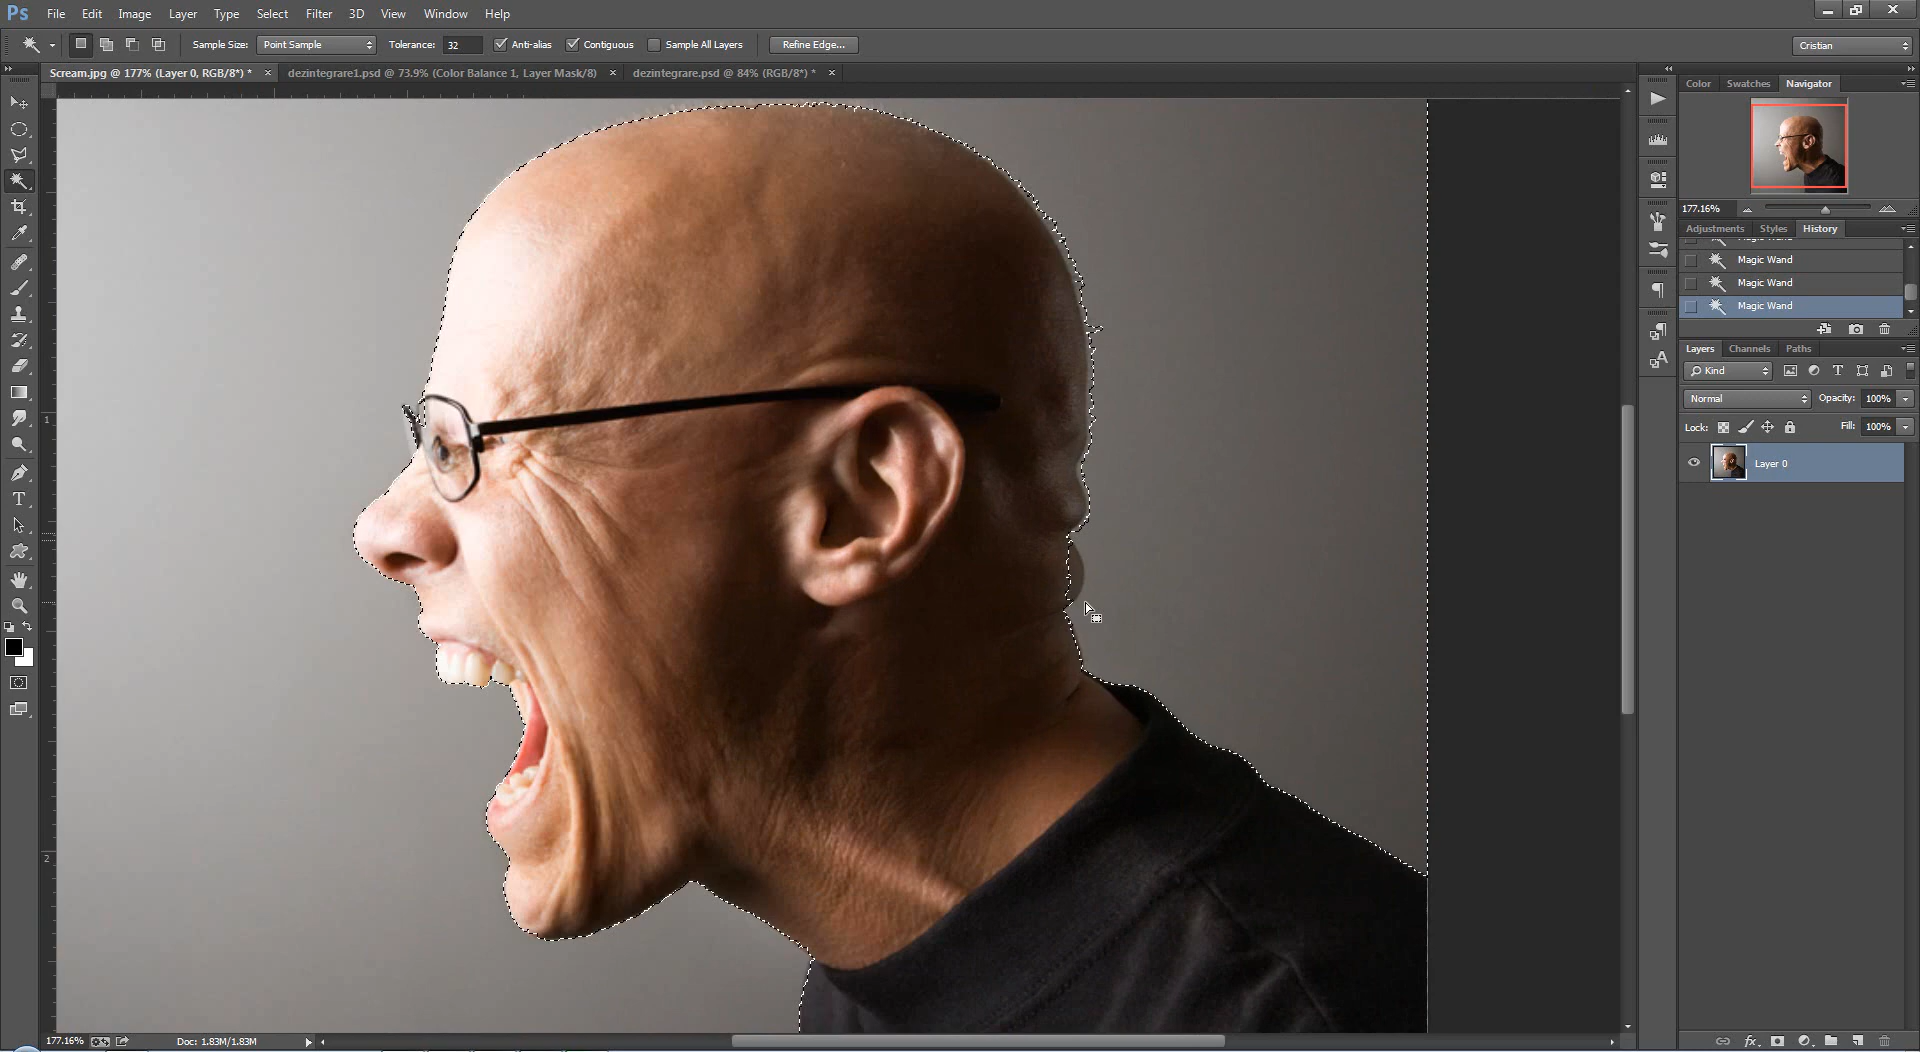 Ps File Edit Image Layer Type Select Filter 3D View Window Help
Sample Size: Point Sample Tolerance: 32 Anti-alias Contiguous Sample All Layers Refine Edge... Cristian
Scream.jpg @ 177% (Layer 0, RGB/8*) * × dezintegrare1.psd @ 73.9% (Color Balance 1, Layer Mask/8) × dezintegrare.psd @ 84% (RGB/8*) * ×
Color Swatches Navigator
177.16%
Adjustments Styles History
Magic Wand
Magic Wand
Magic Wand
Magic Wand
Layers Channels Paths
Kind
Normal Opacity: 100%
Lock: Fill: 100%
Layer 0
1
2
177.16% Doc: 1.83M/1.83M